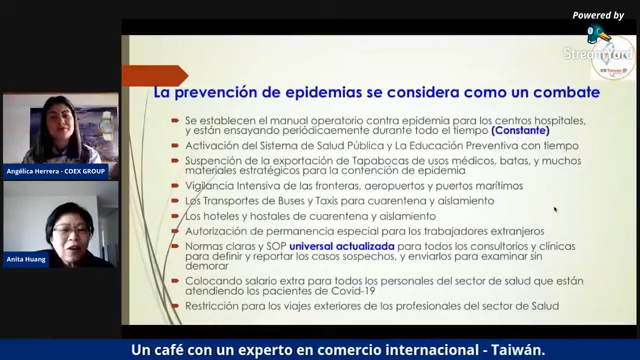 Powered by
StreamYard
La prevención de epidemias se considera como un combate
Se establecen el manual operatorio contra epidemia para los centros hospitales,
y están ensayando periódicaemente durante todo el tiempo (Constante)
Activación del Sistema de Salud Pública y La Educación Preventiva con tiempo
Suspención de la exportación de Tapabocas de usos médicos, batas, y muchos
materiales estratégicos para la contención de epidemia
Vigilancia Intensiva de las fronteras, aeropuertos y puertos marítimos
Los Transportes de Buses y Taxis para cuarentena y aislamiento
Los hoteles y hostales de cuarentena y aislamiento
Autorización de permanencia especial para los trabajadores extranjeros
Normas claras y SOP universal actualizada para todos los consultorios y clínicas
para definir y reportar los casos sospechos, y enviarlos para examinar sin
demorar
Colocando salario extra para todos los personales del sector de salud que están
atendiendo los pacientes de Covid-19
Restricción para los viajes exteriores de los profesionales del sector de Salud
Angélica Herrera - COEX GROUP
Anita Huang
Un café con un experto en comercio internacional - Taiwán.